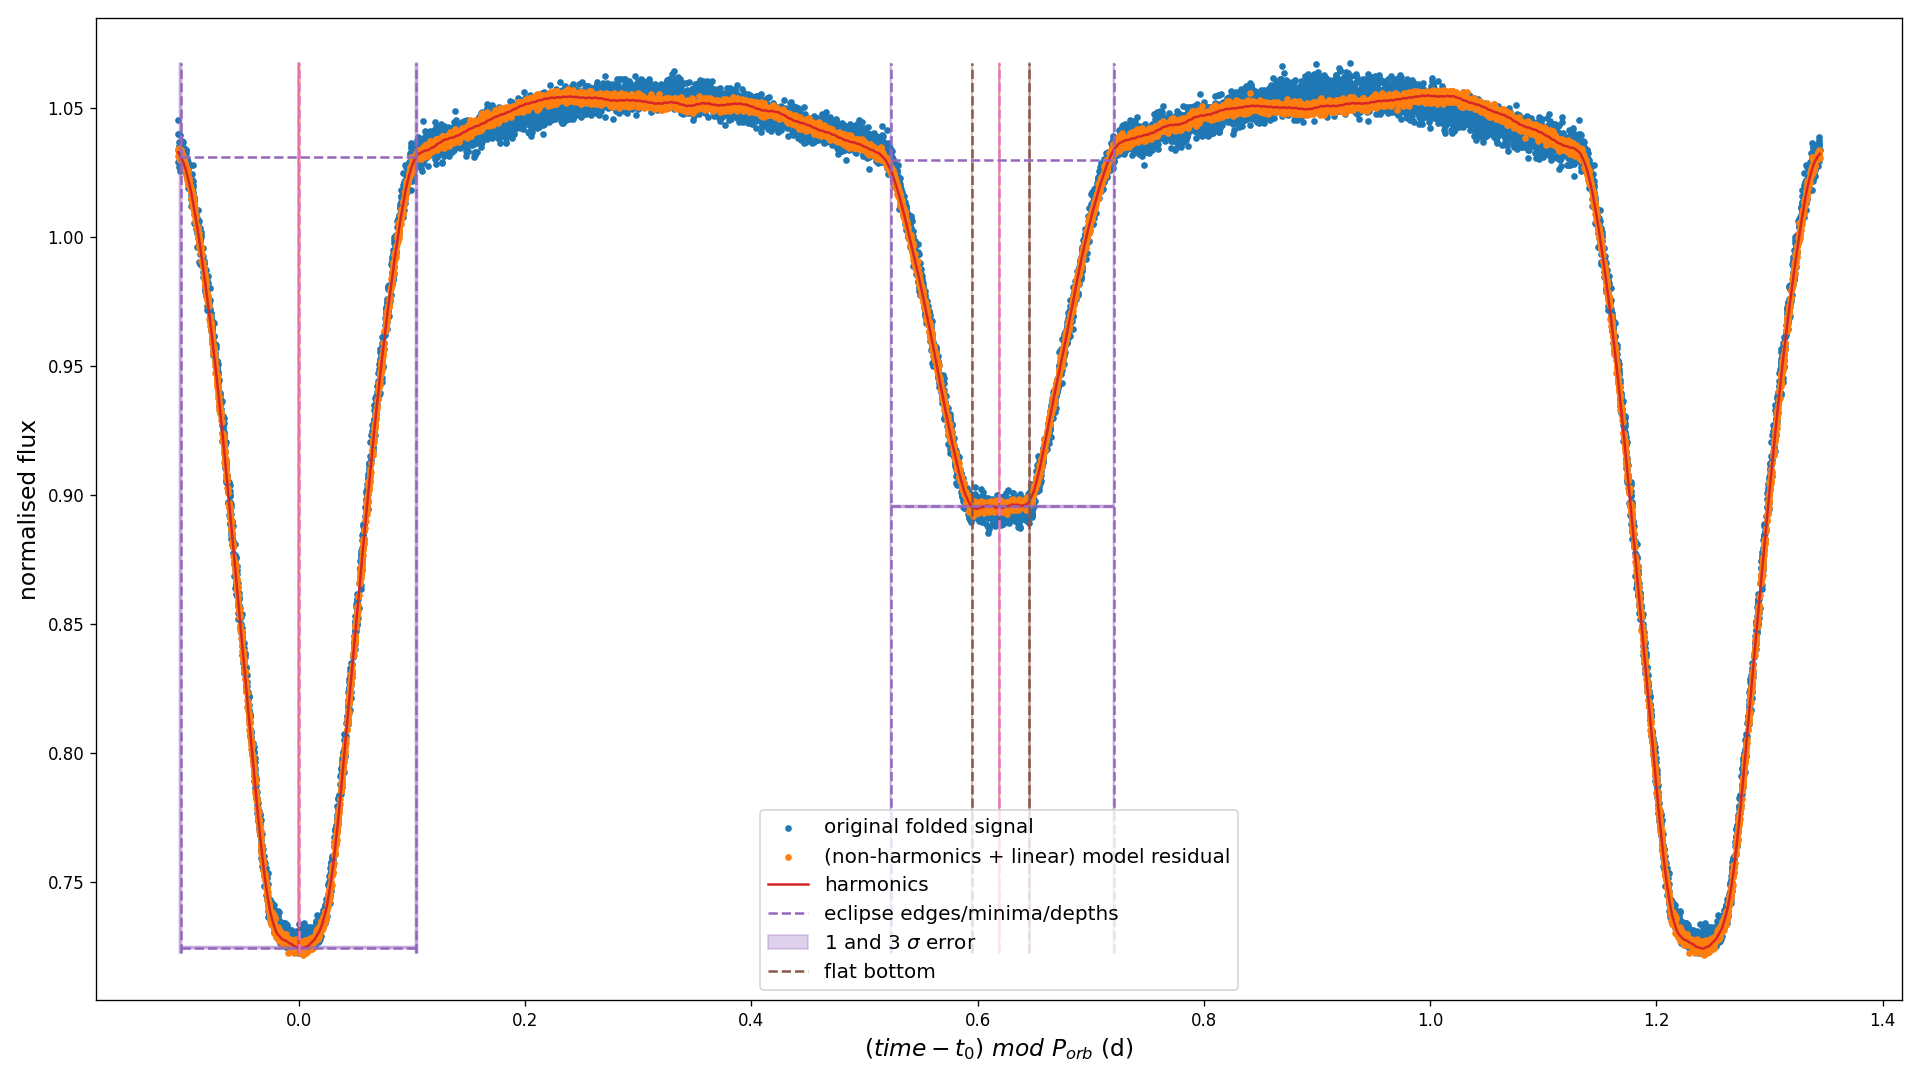 normalised flux
1.05
1.00
0.95
0.90
0.85
0.80
0.75
original folded signal
(non-harmonics + linear) model residual
harmonics
eclipse edges/minima/depths
1 and 3 σ error
flat bottom
0.0 0.2 0.4 0.6 0.8 1.0 1.2 1.4
(time − t₀) mod Pₒᵣb (d)